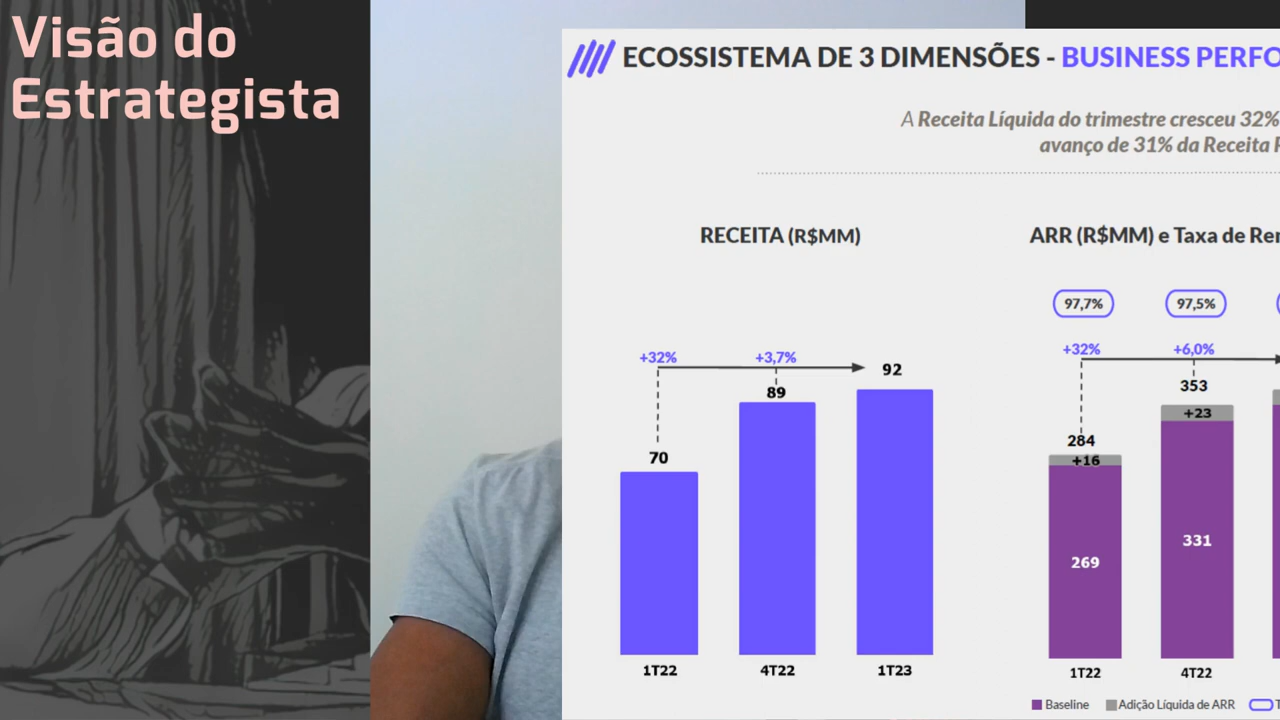 Visão do
Estrategista
ECOSSISTEMA DE 3 DIMENSÕES - BUSINESS
A Receita Líquida do trimestre cresceu 32%
avanço de 31% da Receita
RECEITA (R$MM)
+32%
+3,7%
92
89
70
1T22
4T22
1T23
ARR (R$MM) e Taxa de
97,7%
97,5%
+32%
+6,0%
353
+23
284
+16
331
269
1T22
4T22
Baseline
Adição Líquida de ARR